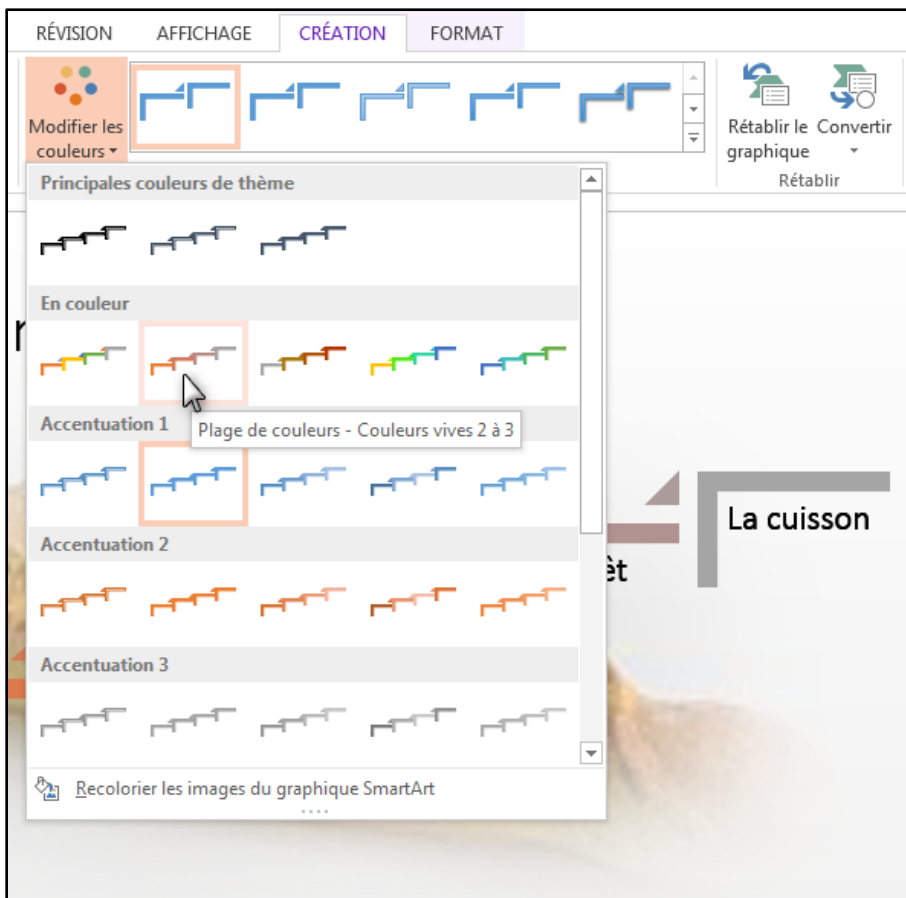 RÉVISION AFFICHAGE CRÉATION FORMAT
Modifier les
couleurs
Rétablir le
graphique
Convertir
Rétablir
Principales couleurs de thème
En couleur
Plage de couleurs - Couleurs vives 2 à 3
Accentuation 1
Accentuation 2
Accentuation 3
Recolorier les images du graphique SmartArt
La cuisson